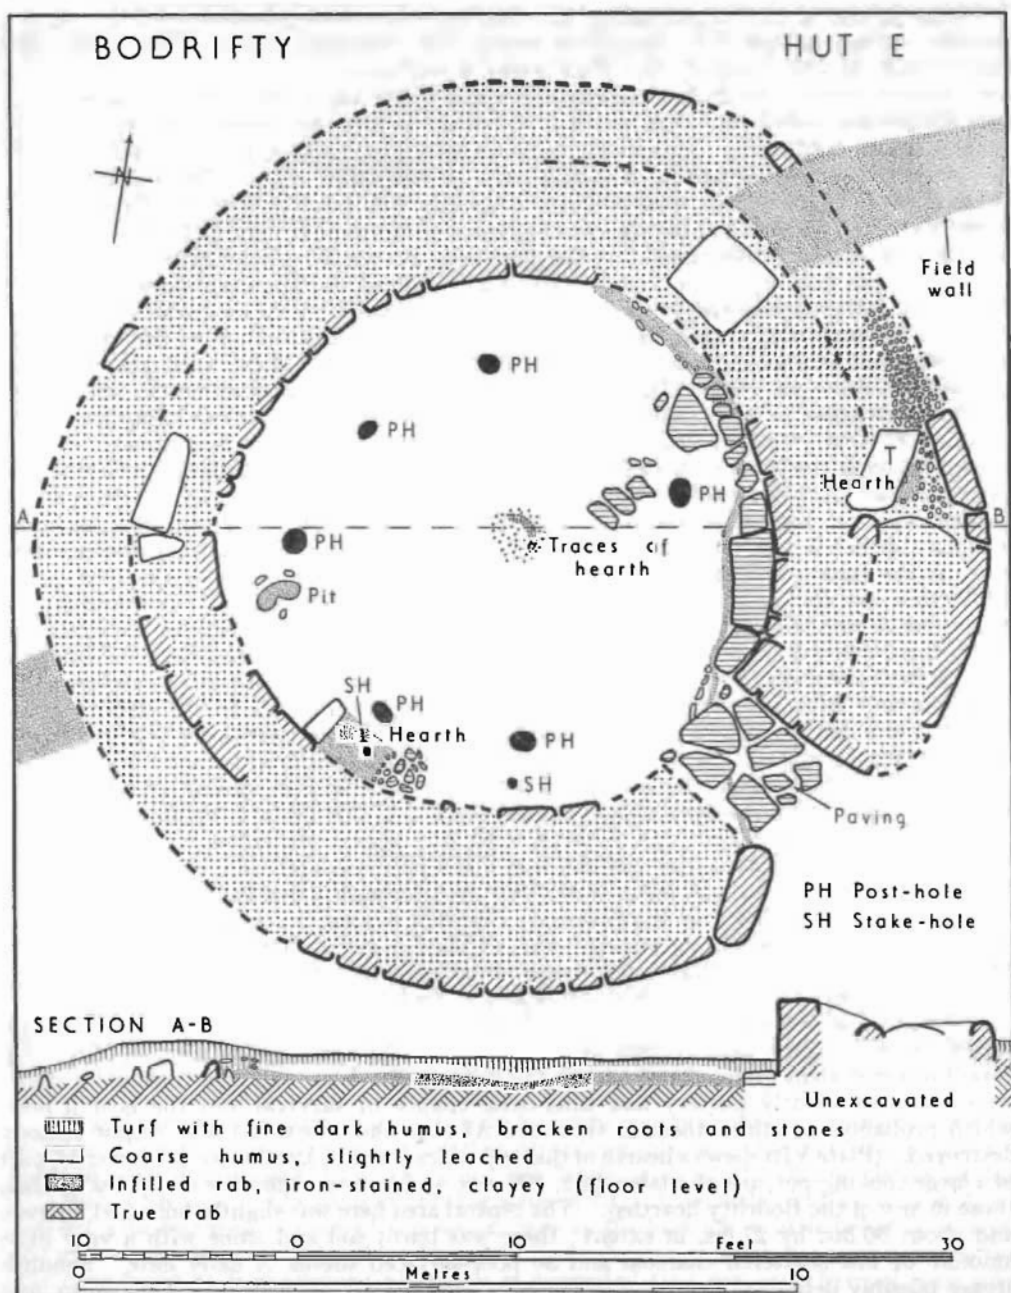 BODRIFTY
HUT E
N
Field
wall
PH
PH
T
Hearth
PH
A
B
PH
Traces of
hearth
Pit
SH
PH
Hearth
PH
SH
Paving
PH Post-hole
SH Stake-hole
SECTION A-B
Unexcavated
Turf with fine dark humus, bracken roots and stones
Coarse humus, slightly leached
Infilled rab, iron-stained, clayey (floor level)
True rab
10 0 10 Feet 30
0 Metres 10